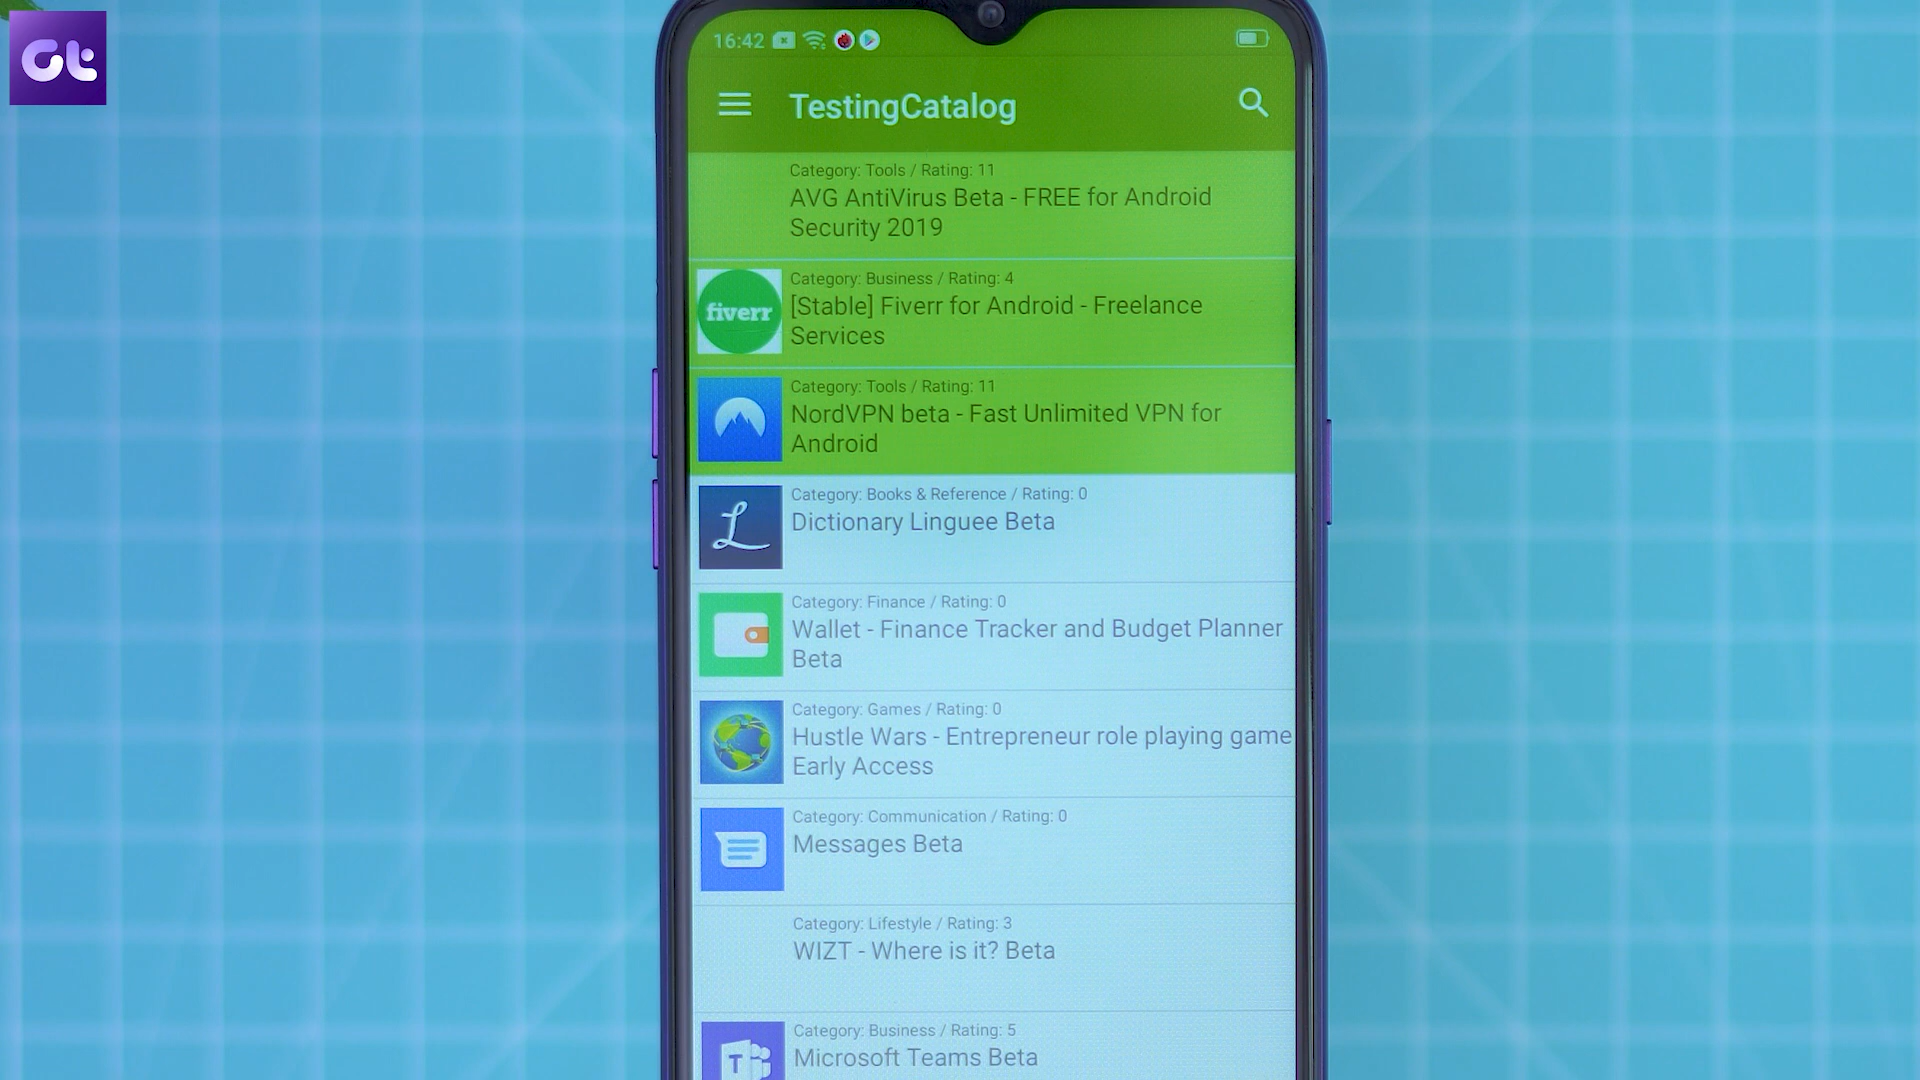 Gt
16:42
TestingCatalog
Category: Tools / Rating: 11
AVG AntiVirus Beta - FREE for Android
Security 2019
fiverr
Category: Business / Rating: 4
[Stable] Fiverr for Android - Freelance
Services
Category: Tools / Rating: 11
NordVPN beta - Fast Unlimited VPN for
Android
L
Category: Books & Reference / Rating: 0
Dictionary Linguee Beta
Category: Finance / Rating: 0
Wallet - Finance Tracker and Budget Planner
Beta
Category: Games / Rating: 0
Hustle Wars - Entrepreneur role playing game
Early Access
Category: Communication / Rating: 0
Messages Beta
Category: Lifestyle / Rating: 3
WIZT - Where is it? Beta
T
Category: Business / Rating: 5
Microsoft Teams Beta